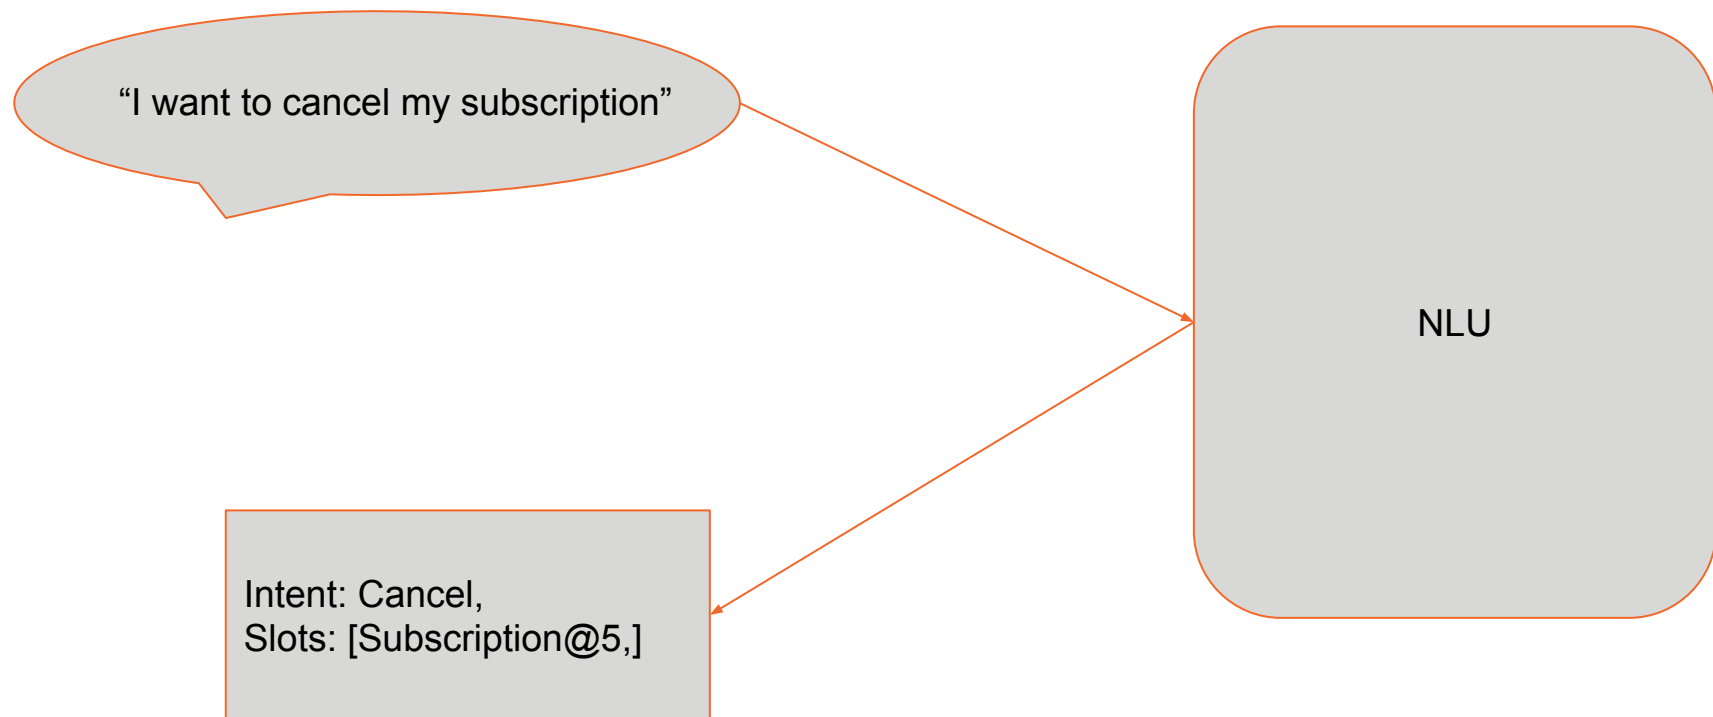 “I want to cancel my subscription”
NLU
Intent: Cancel,
Slots: [Subscription@5,]